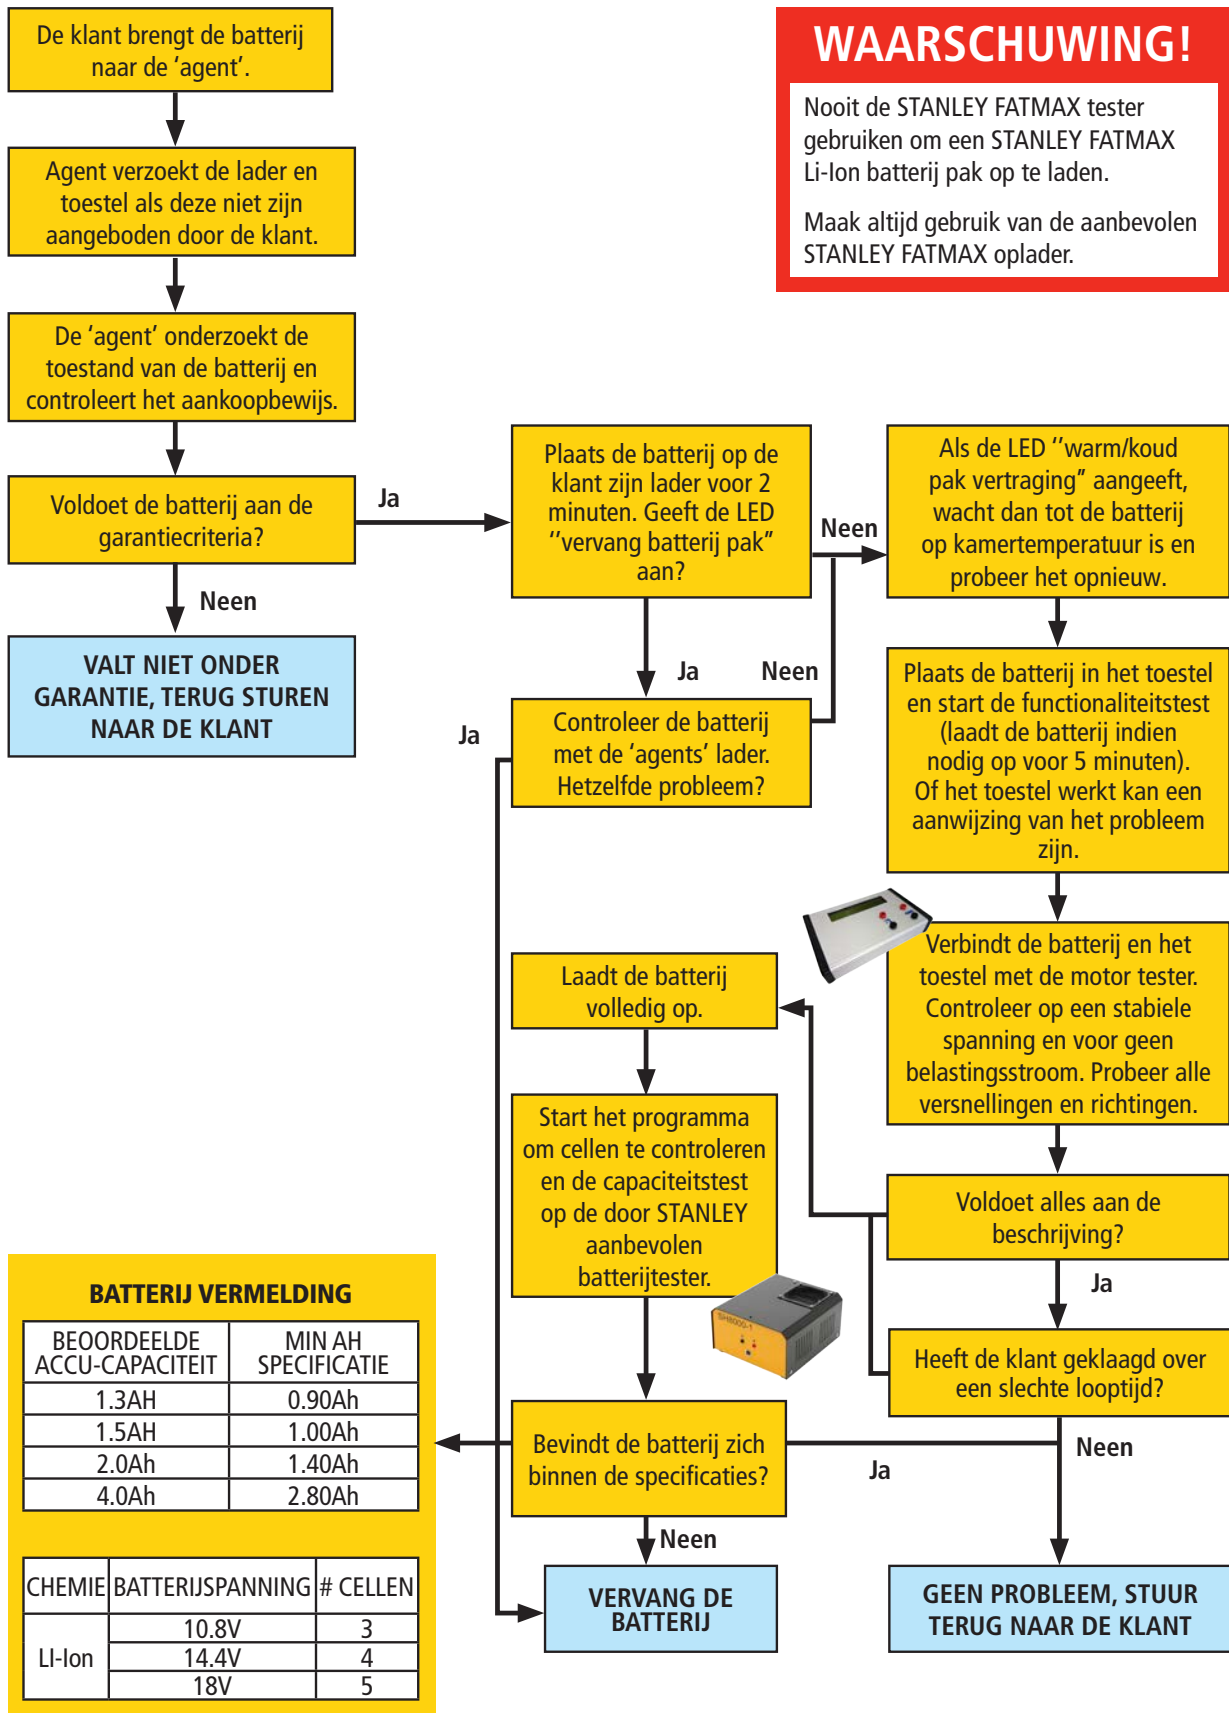 De klant brengt de batterij
naar de ‘agent’.
WAARSCHUWING!
Nooit de STANLEY FATMAX tester
gebruiken om een STANLEY FATMAX
Li-Ion batterij pak op te laden.
Maak altijd gebruik van de aanbevolen
STANLEY FATMAX oplader.
Agent verzoekt de lader en
toestel als deze niet zijn
aangeboden door de klant.
De ‘agent’ onderzoekt de
toestand van de batterij en
controleert het aankoopbewijs.
Voldoet de batterij aan de
garantiecriteria?
Ja
Neen
VALT NIET ONDER
GARANTIE, TERUG STUREN
NAAR DE KLANT
Plaats de batterij op de
klant zijn lader voor 2
minuten. Geeft de LED
‘‘vervang batterij pak”
aan?
Neen
Ja
Neen
Controleer de batterij
met de ‘agents’ lader.
Hetzelfde probleem?
Ja
Als de LED ‘‘warm/koud
pak vertraging” aangeeft,
wacht dan tot de batterij
op kamertemperatuur is en
probeer het opnieuw.
Plaats de batterij in het toestel
en start de functionaliteitstest
(laadt de batterij indien
nodig op voor 5 minuten).
Of het toestel werkt kan een
aanwijzing van het probleem
zijn.
Verbindt de batterij en het
toestel met de motor tester.
Controleer op een stabiele
spanning en voor geen
belastingsstroom. Probeer alle
versnellingen en richtingen.
Voldoet alles aan de
beschrijving?
Ja
Heeft de klant geklaagd over
een slechte looptijd?
Neen
Laadt de batterij
volledig op.
Start het programma
om cellen te controleren
en de capaciteitstest
op de door STANLEY
aanbevolen
batterijtester.
SH8000-1
Bevindt de batterij zich
binnen de specificaties?
Ja
Neen
VERVANG DE
BATTERIJ
GEEN PROBLEEM, STUUR
TERUG NAAR DE KLANT
BATTERIJ VERMELDING
BEOORDEELDE ACCU-CAPACITEIT MIN AH SPECIFICATIE
1.3AH 0.90Ah
1.5AH 1.00Ah
2.0Ah 1.40Ah
4.0Ah 2.80Ah
CHEMIE BATTERIJSPANNING # CELLEN
LI-Ion 10.8V 3
14.4V 4
18V 5